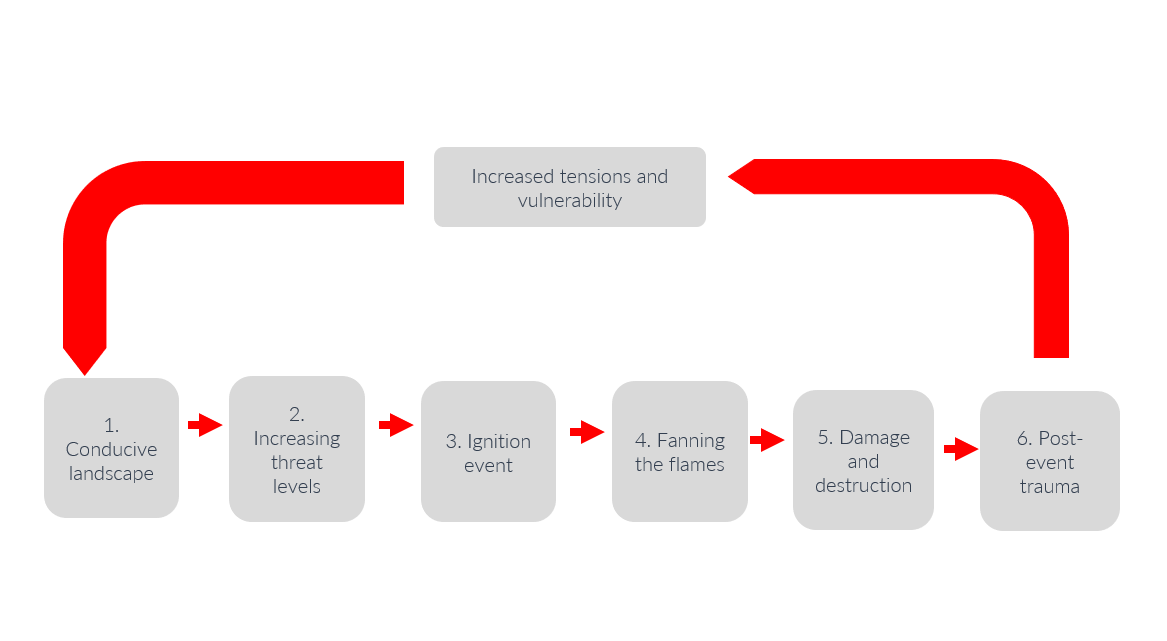 Increased tensions and
vulnerability
1.
Conducive
landscape
2.
Increasing
threat
levels
3. Ignition
event
4. Fanning
the flames
5. Damage
and
destruction
6. Post-
event
trauma